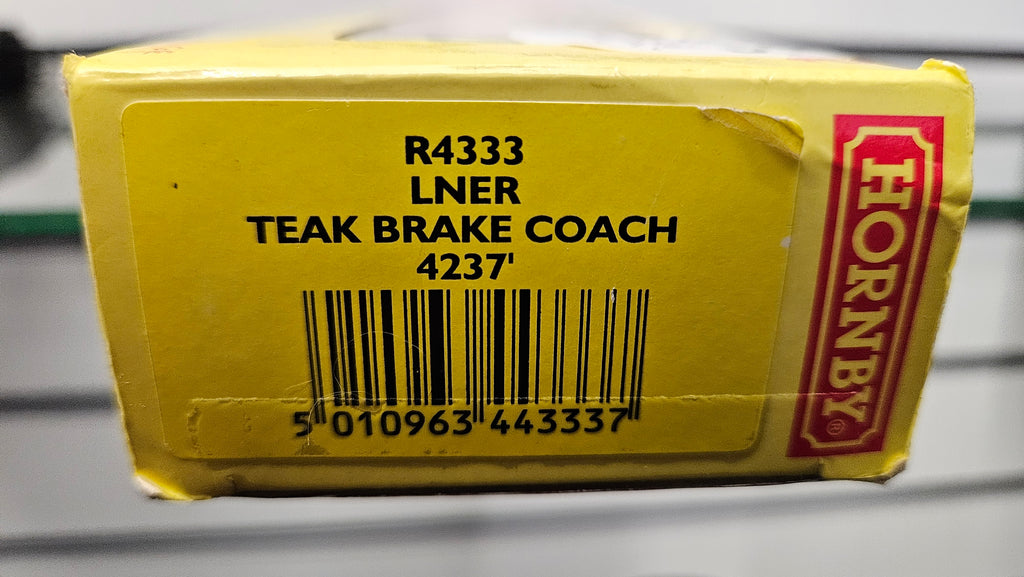 R4333
LNER
TEAK BRAKE COACH
4237'
5 010963 443337
HORNBY®